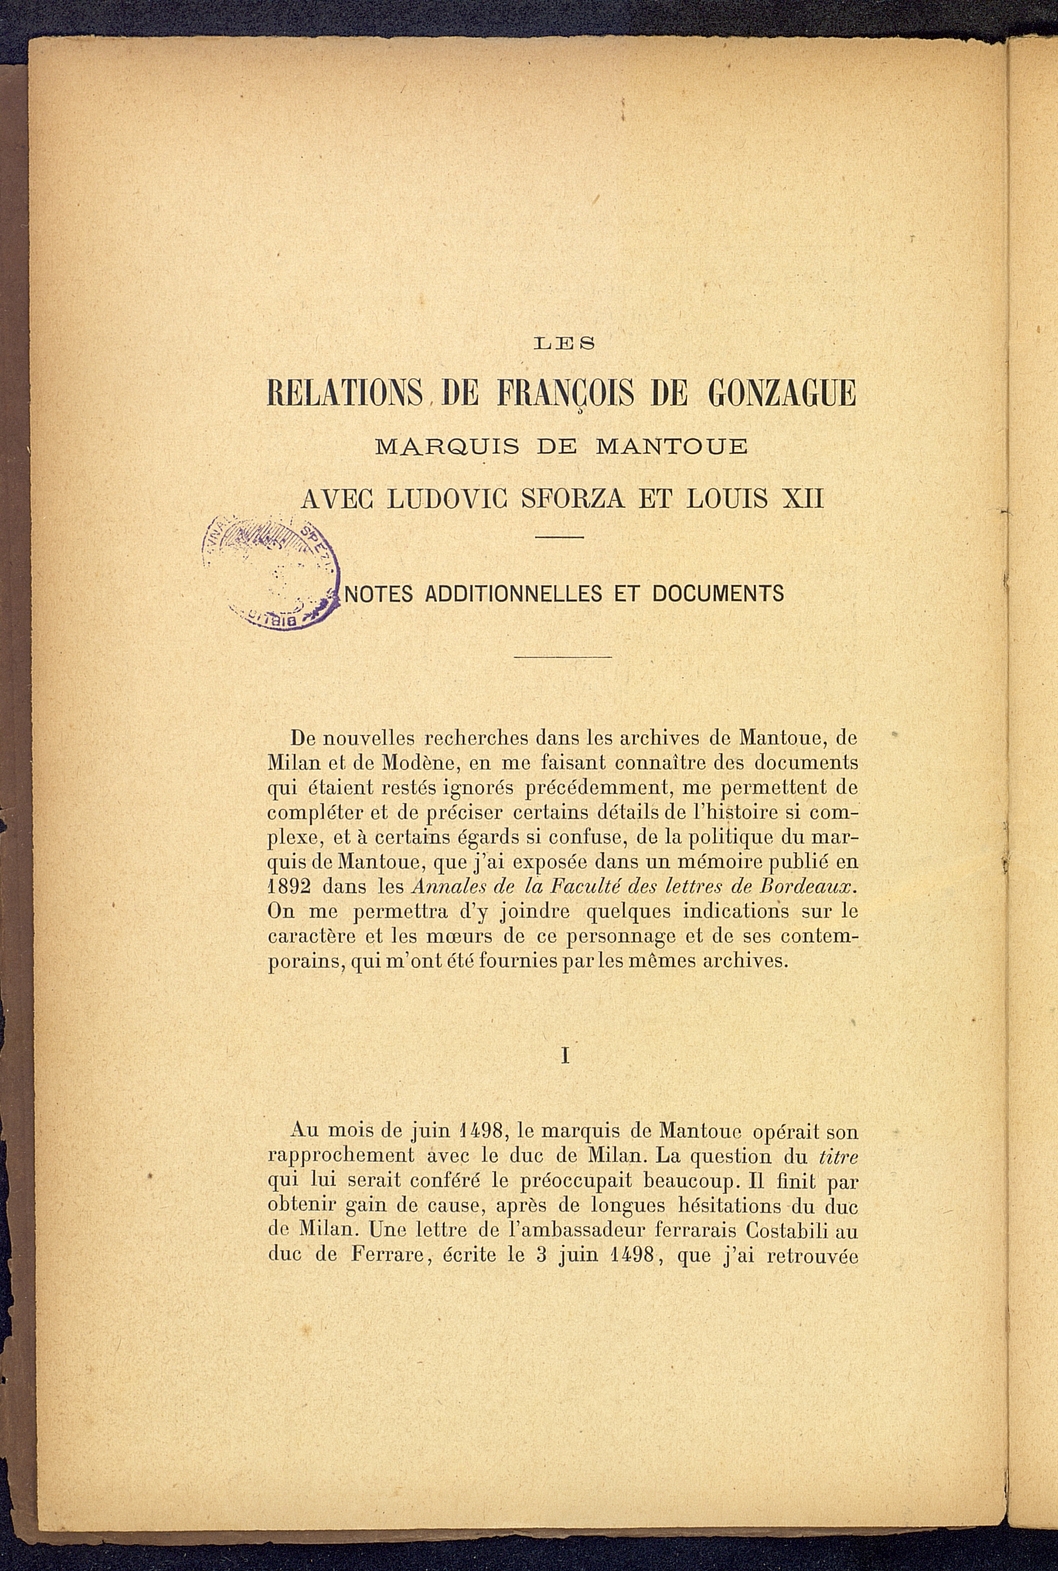 LES
RELATIONS DE FRANÇOIS DE GONZAGUE
MARQUIS DE MANTOUE
AVEC LUDOVIC SFORZA ET LOUIS XII
NOTES ADDITIONNELLES ET DOCUMENTS
De nouvelles recherches dans les archives de Mantoue, de
Milan et de Modène, en me faisant connaître des documents
qui étaient restés ignorés précédemment, me permettent de
compléter et de préciser certains détails de l'histoire si com-
plexe, et à certains égards si confuse, de la politique du mar-
quis de Mantoue, que j'ai exposée dans un mémoire publié en
1892 dans les Annales de la Faculté des lettres de Bordeaux.
On me permettra d'y joindre quelques indications sur le
caractère et les mœurs de ce personnage et de ses contem-
porains, qui m'ont été fournies par les mêmes archives.
I
Au mois de juin 1498, le marquis de Mantoue opérait son
rapprochement avec le duc de Milan. La question du titre
qui lui serait conféré le préoccupait beaucoup. Il finit par
obtenir gain de cause, après de longues hésitations du duc
de Milan. Une lettre de l'ambassadeur ferrarais Costabili au
duc de Ferrare, écrite le 3 juin 1498, que j'ai retrouvée